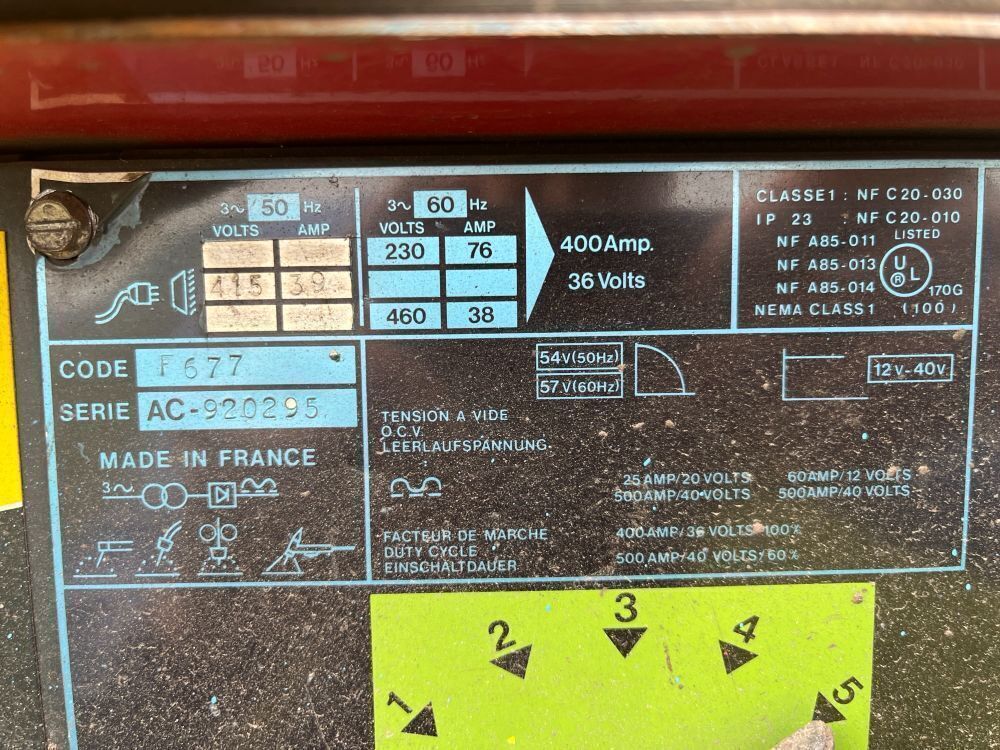 3~ 50 Hz
VOLTS AMP
415 39
3~ 60 Hz
VOLTS AMP
230 76
460 38
400 Amp.
36 Volts
CLASSE1 : NF C20-030
IP 23 : NF C20-010
NF A85-011 LISTED
NF A85-013 UL
NF A85-014 ® 170G
NEMA CLASS1 (100)
CODE F677
SERIE AC-920295
MADE IN FRANCE
3~
54V(50Hz)
57V(60Hz)
12V-40V
TENSION A VIDE
O.C.V.
LEERLAUFSPANNUNG
25AMP/20 VOLTS 60AMP/12 VOLTS
500AMP/40 VOLTS 500AMP/40 VOLTS
FACTEUR DE MARCHE
DUTY CYCLE
EINSCHALTDAUER
400AMP/36 VOLTS 100%
500 AMP/40 VOLTS/60%
1 2 3 4 5